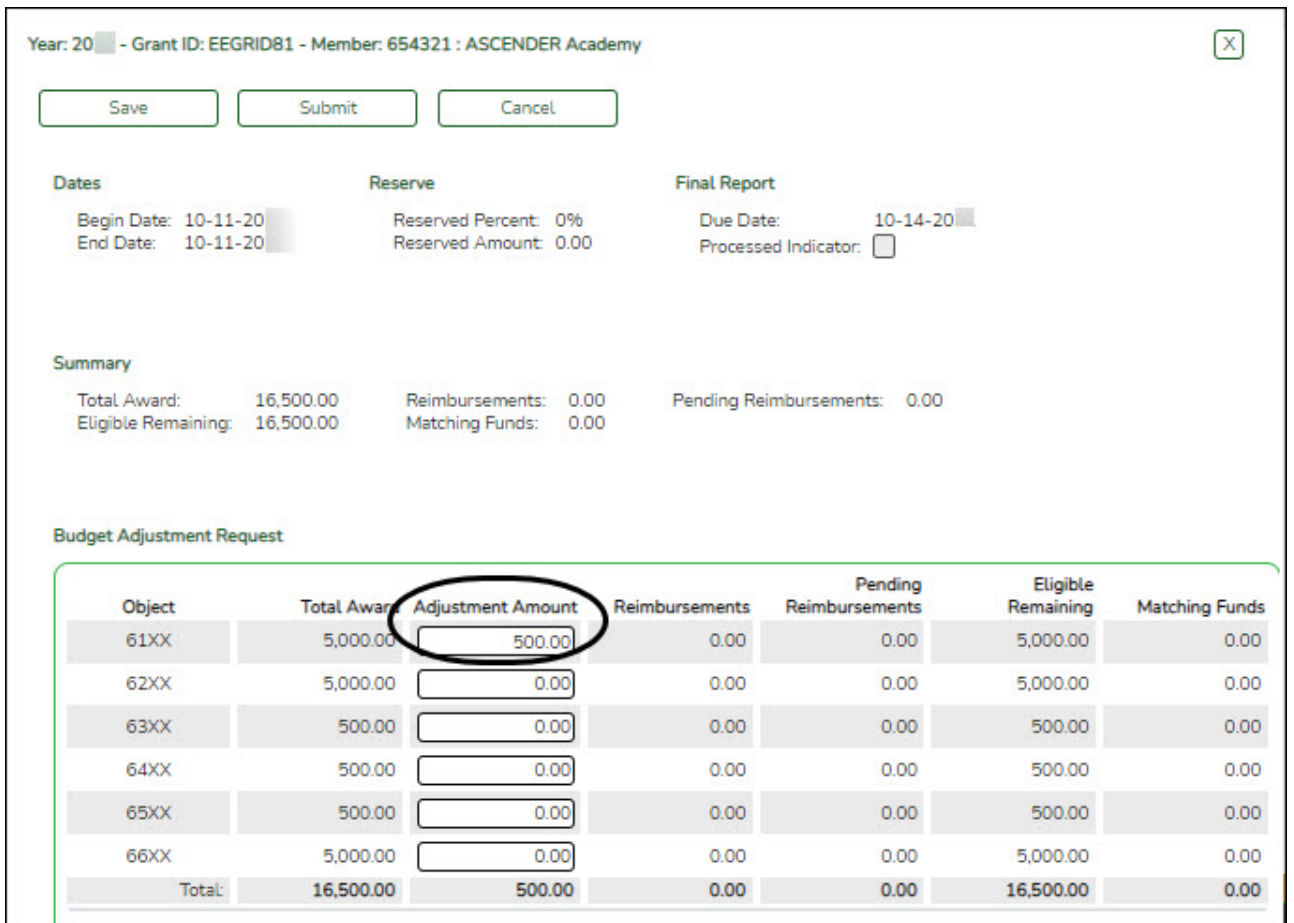 Year: 20 - Grant ID: EEGRID81 - Member: 654321 : ASCENDER Academy X
Save Submit Cancel
Dates Reserve Final Report
Begin Date: 10-11-20 Reserved Percent: 0% Due Date: 10-14-20
End Date: 10-11-20 Reserved Amount: 0.00 Processed Indicator:
Summary
Total Award: 16,500.00 Reimbursements: 0.00 Pending Reimbursements: 0.00
Eligible Remaining: 16,500.00 Matching Funds: 0.00
Budget Adjustment Request
Object Total Award Adjustment Amount Reimbursements Pending Reimbursements Eligible Remaining Matching Funds
61XX 5,000.00 500.00 0.00 0.00 5,000.00 0.00
62XX 5,000.00 0.00 0.00 0.00 5,000.00 0.00
63XX 500.00 0.00 0.00 0.00 500.00 0.00
64XX 500.00 0.00 0.00 0.00 500.00 0.00
65XX 500.00 0.00 0.00 0.00 500.00 0.00
66XX 5,000.00 0.00 0.00 0.00 5,000.00 0.00
Total: 16,500.00 500.00 0.00 0.00 16,500.00 0.00